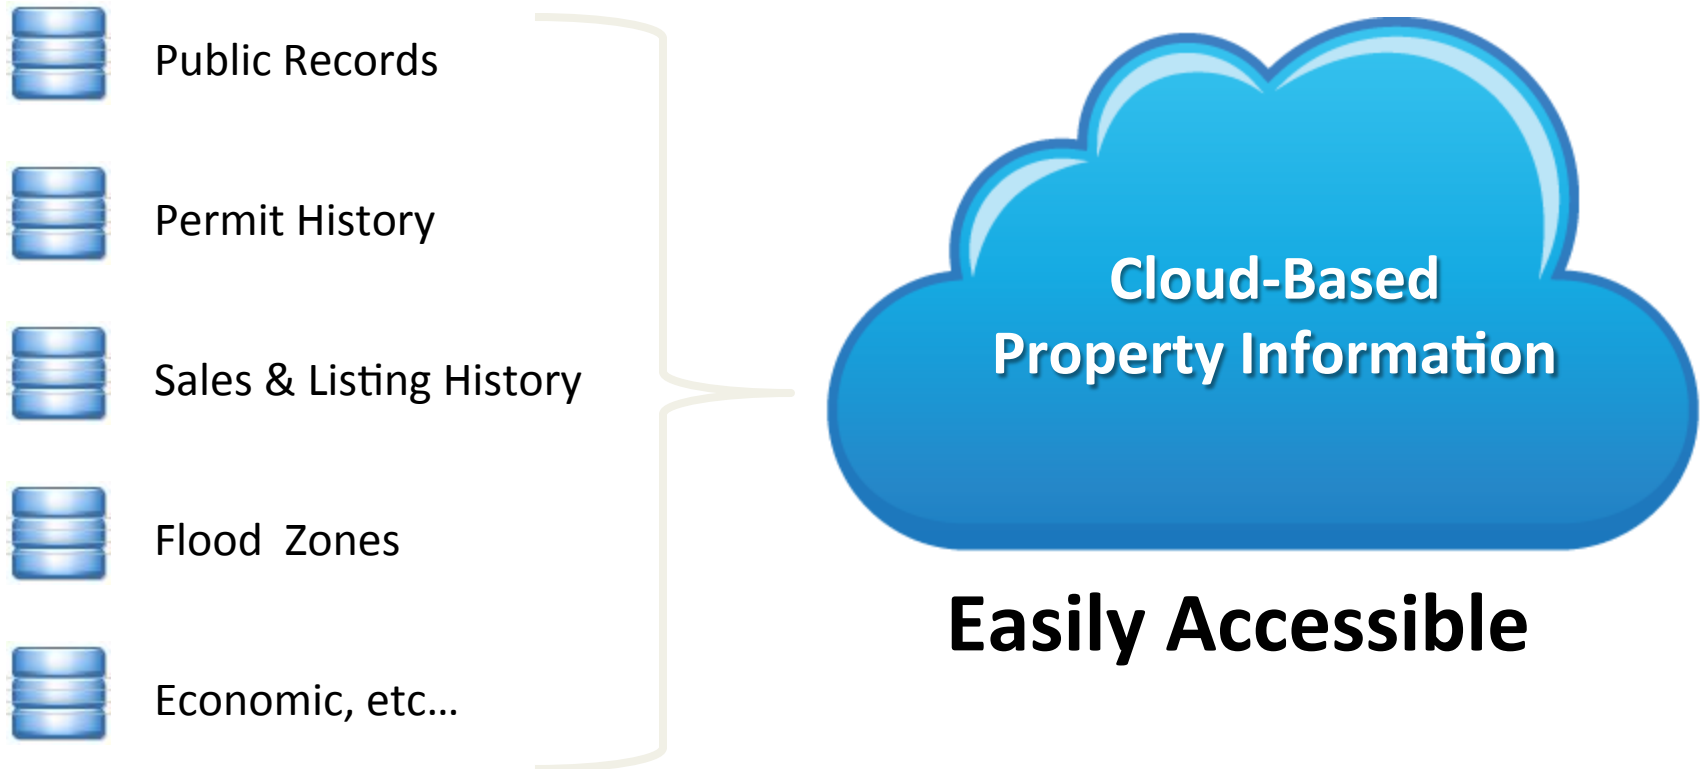 Public Records
Permit History
Sales & Listing History
Flood  Zones
Economic, etc...
Cloud-Based
Property Information
Easily Accessible